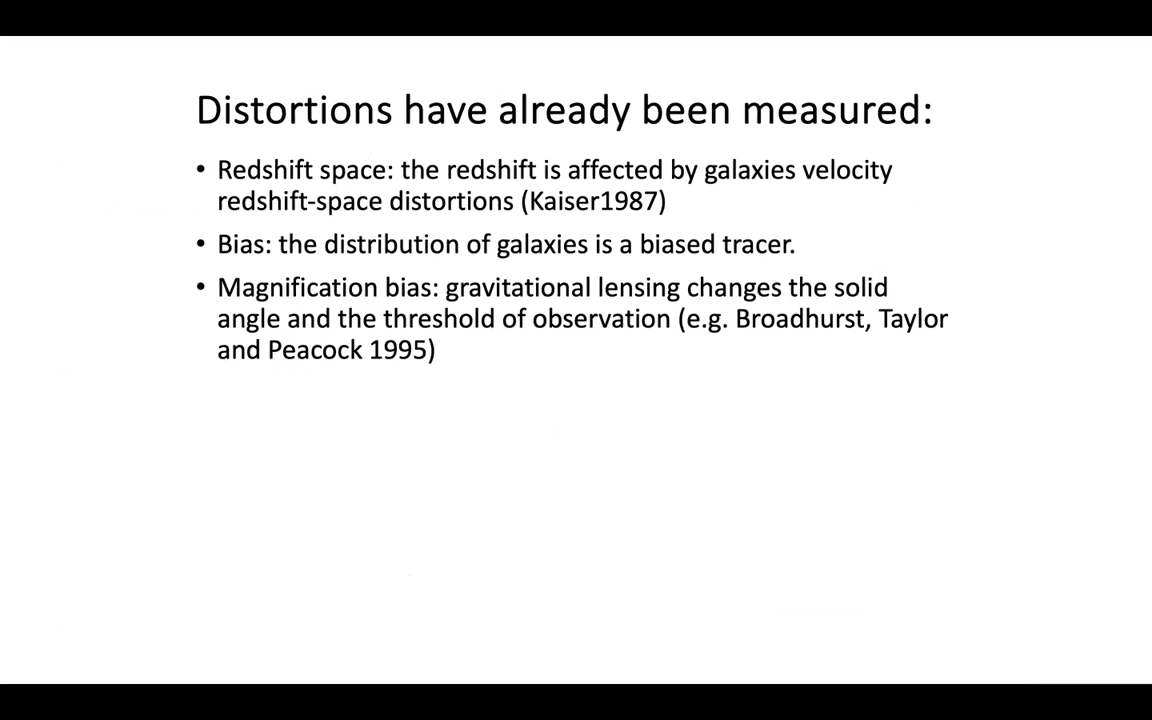 Distortions have already been measured:
• Redshift space: the redshift is affected by galaxies velocity
redshift-space distortions (Kaiser1987)
• Bias: the distribution of galaxies is a biased tracer.
• Magnification bias: gravitational lensing changes the solid
angle and the threshold of observation (e.g. Broadhurst, Taylor
and Peacock 1995)